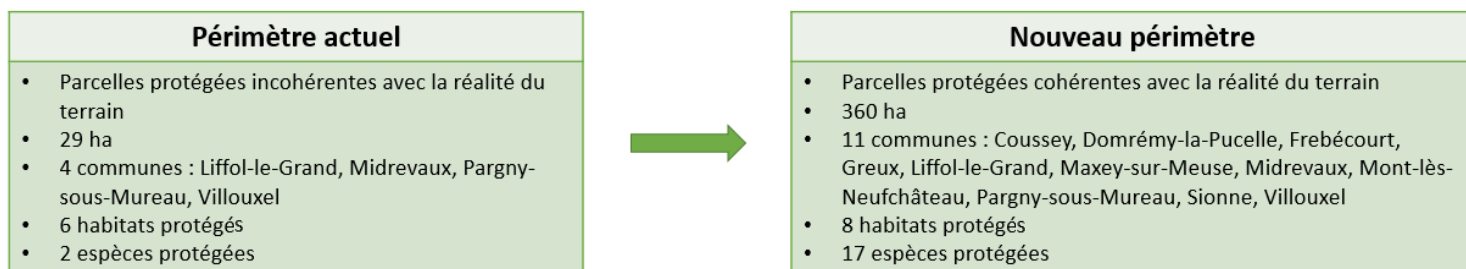 Périmètre actuel
• Parcelles protégées incohérentes avec la réalité du
terrain
• 29 ha
• 4 communes : Liffol-le-Grand, Midrevaux, Pargny-
sous-Mureau, Villouxel
• 6 habitats protégés
• 2 espèces protégées
Nouveau périmètre
• Parcelles protégées cohérentes avec la réalité du terrain
• 360 ha
• 11 communes : Coussey, Domrémy-la-Pucelle, Frebécourt,
Greux, Liffol-le-Grand, Maxey-sur-Meuse, Midrevaux, Mont-lès-
Neufchâteau, Pargny-sous-Mureau, Sionne, Villouxel
• 8 habitats protégés
• 17 espèces protégées